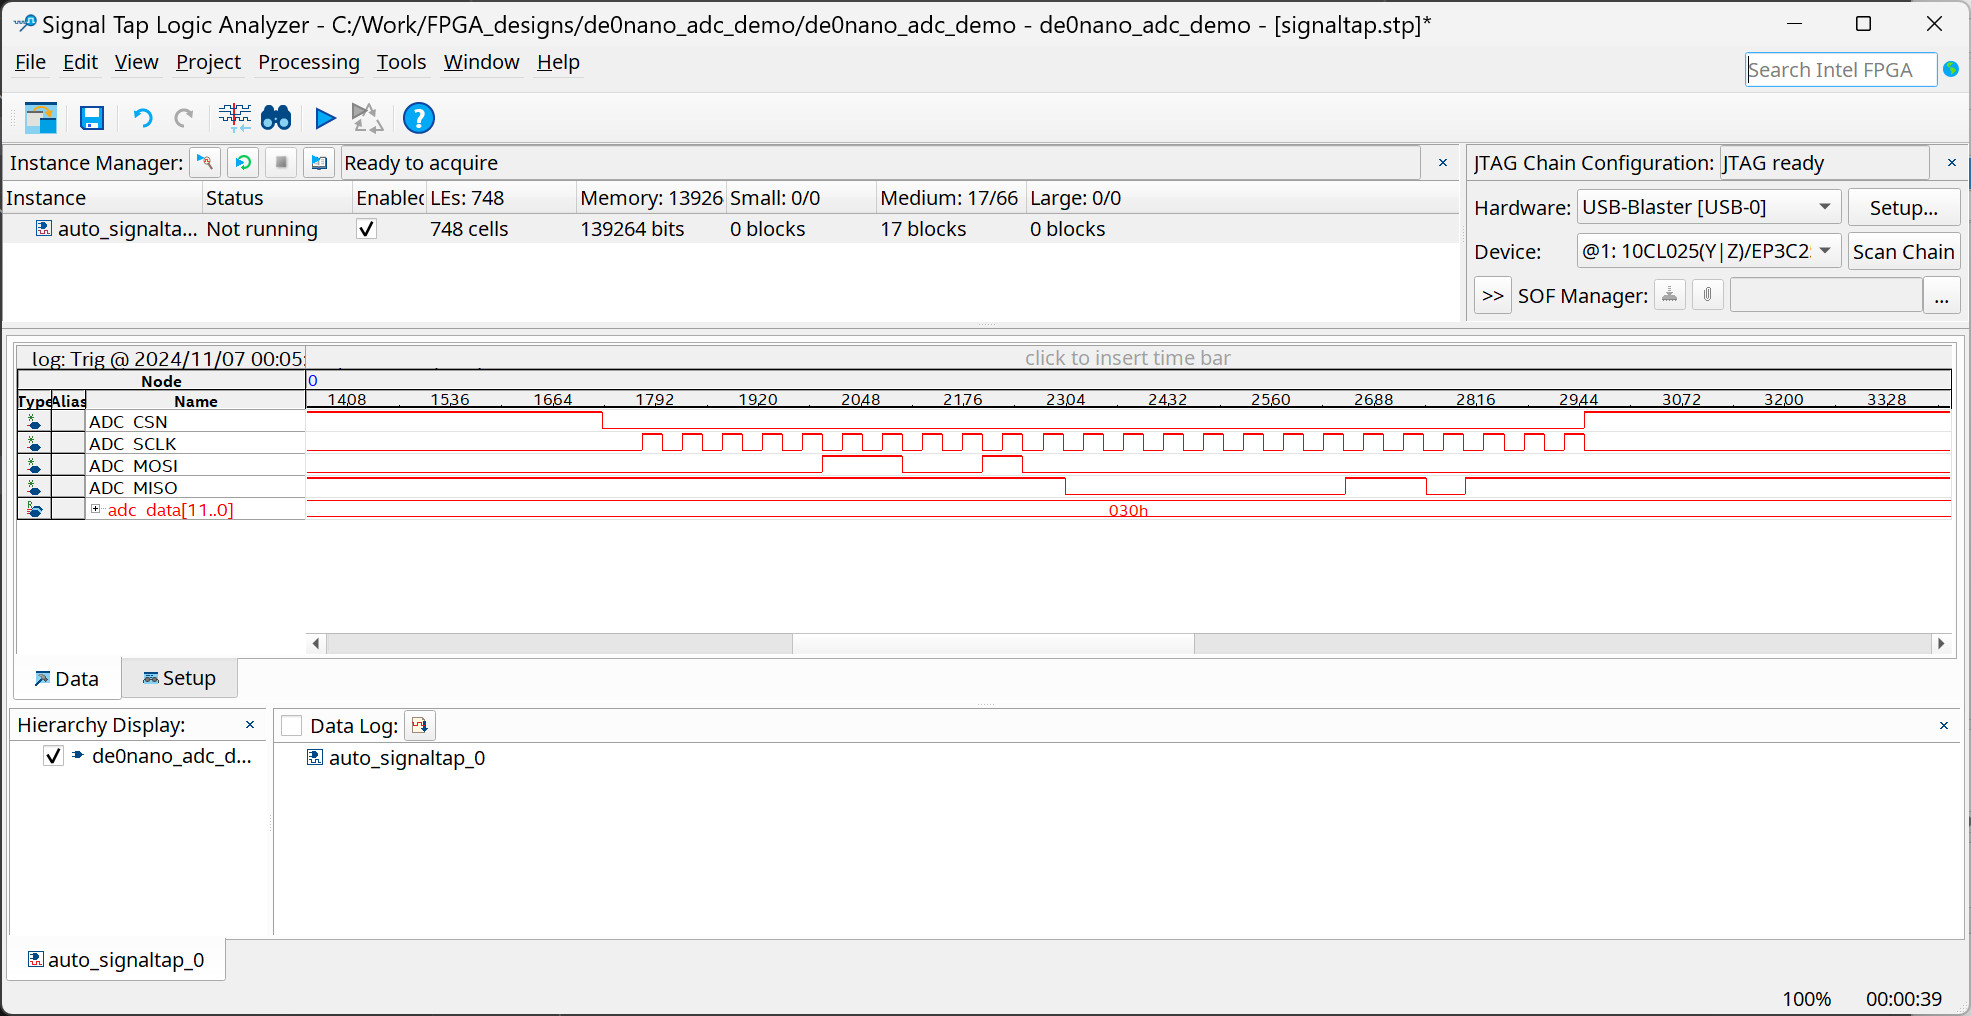 Signal Tap Logic Analyzer - C:/Work/FPGA_designs/de0nano_adc_demo/de0nano_adc_demo - de0nano_adc_demo - [signaltap.stp]*
File Edit View Project Processing Tools Window Help
Search Intel FPGA
Instance Manager: Ready to acquire
Instance Status Enabled LEs: 748 Memory: 13926 Small: 0/0 Medium: 17/66 Large: 0/0
auto_signalta... Not running 748 cells 139264 bits 0 blocks 17 blocks 0 blocks
JTAG Chain Configuration: JTAG ready
Hardware: USB-Blaster [USB-0] Setup...
Device: @1: 10CL025(Y|Z)/EP3C2 Scan Chain
>> SOF Manager: ...
log: Trig @ 2024/11/07 00:05: click to insert time bar
Node 0
Type Alias Name 1408 1536 1664 1792 1920 2048 2176 2304 2432 2560 2688 2816 2944 3072 3200 3328
ADC_CSN
ADC_SCLK
ADC_MOSI
ADC_MISO
adc_data[11..0] 030h
Data Setup
Hierarchy Display:
de0nano_adc_d...
Data Log:
auto_signaltap_0
auto_signaltap_0
100% 00:00:39